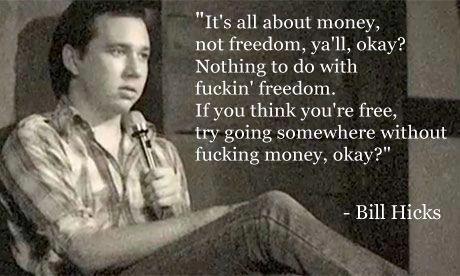 "It's all about money,
not freedom, ya'll, okay?
Nothing to do with
fuckin' freedom.
If you think you're free,
try going somewhere without
fucking money, okay?"
- Bill Hicks